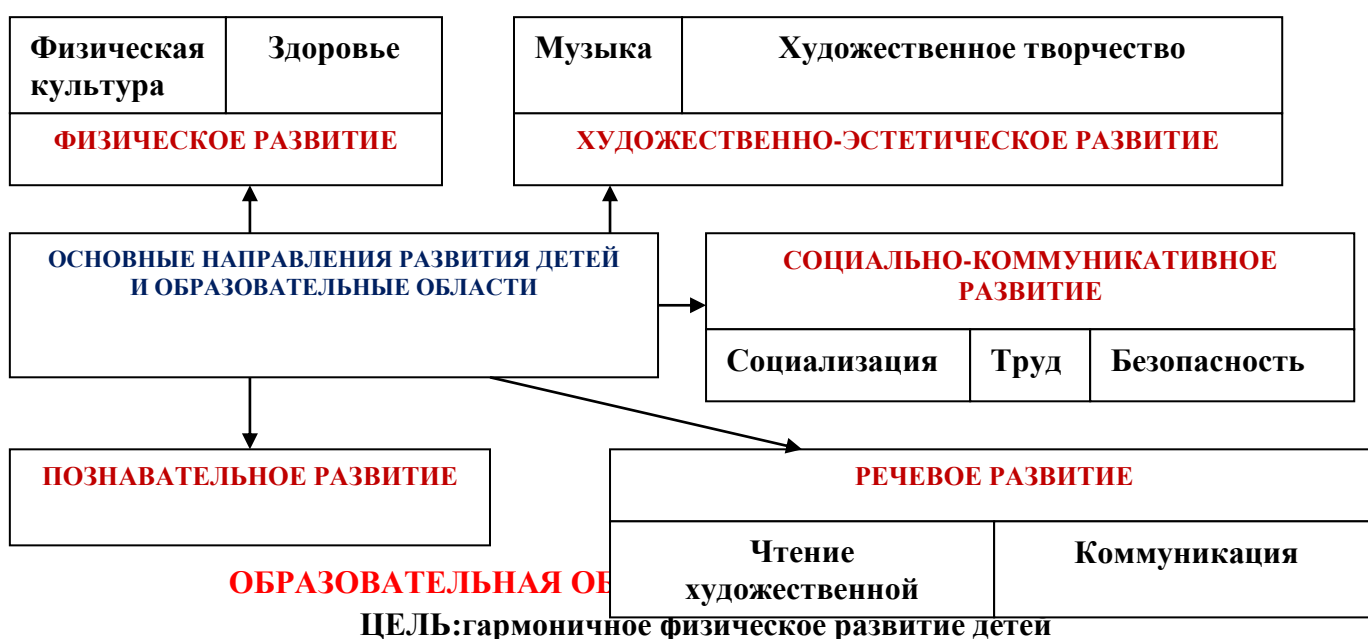 Физическая
культура
Здоровье
Музыка
Художественное творчество
ФИЗИЧЕСКОЕ РАЗВИТИЕ
ХУДОЖЕСТВЕННО-ЭСТЕТИЧЕСКОЕ РАЗВИТИЕ
ОСНОВНЫЕ НАПРАВЛЕНИЯ РАЗВИТИЯ ДЕТЕЙ
И ОБРАЗОВАТЕЛЬНЫЕ ОБЛАСТИ
СОЦИАЛЬНО-КОММУНИКАТИВНОЕ
РАЗВИТИЕ
Социализация
Труд
Безопасность
ПОЗНАВАТЕЛЬНОЕ РАЗВИТИЕ
РЕЧЕВОЕ РАЗВИТИЕ
Чтение
художественной
Коммуникация
ОБРАЗОВАТЕЛЬНАЯ
ЦЕЛЬ:гармоничное физическое развитие детей